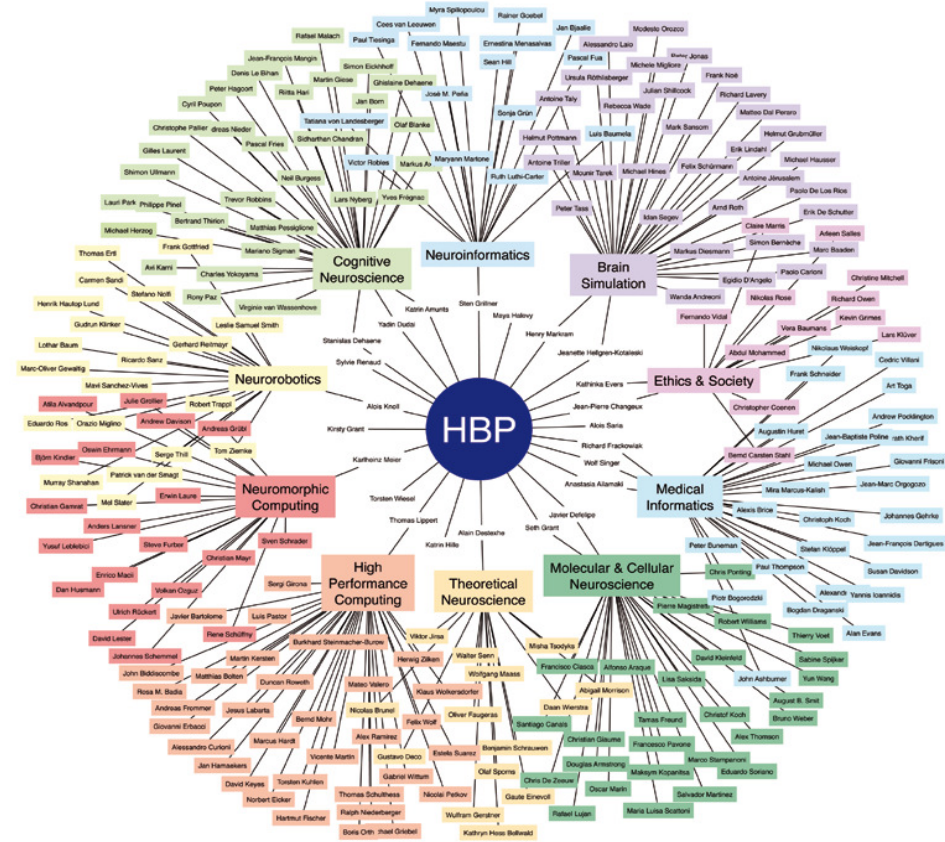 Myra Spiliopoulou
Rainer Goebel
Cees van Leeuwen
Jan Bjaalie
Modesto Orozco
Rafael Malach
Paul Tiesinga
Fernando Maestu
Ernestina Menasalvas
Alessandro Laio
Jean-François Mangin
Sean Hill
Pascal Fua
Peter Jonas
Simon Eickhoff
Michele Migliore
Denis Le Bihan
Martin Giese
Ghislaine Dehaene
Ursula Röthlisberger
Frank Noé
Peter Hagoort
Riitta Hari
José M. Peña
Julian Shillcock
Richard Lavery
Cyril Poupon
Jan Born
Antoine Taly
Rebecca Wade
Matteo Dal Peraro
Tatiana von Landesberger
Olaf Blanke
Sonja Grün
Mark Sansom
Christophe Pallier
dreas Nieder
Sidharthan Chandran
Helmut Pottmann
Luis Baumela
Helmut Grubmüller
Gilles Laurent
Pascal Fries
Erik Lindahl
Victor Robles
Markus A
Maryann Martone
Antoine Triller
Michael Hausser
Shimon Ullmann
Neil Burgess
Ruth Luthi-Carter
Mounir Tarek
Michael Hines
Felix Schürmann
Antoine Jérusalem
Lauri Park
Philippe Pinel
Trevor Robbins
Lars Nyberg
Yves Frégnac
Peter Tass
Arnd Roth
Paolo De Los Rios
Bertrand Thirion
Idan Segev
Erik De Schutter
Michael Herzog
Matthias Pessiglione
Claire Marris
Arleen Salles
Thomas Ertl
Frank Gottfried
Mariano Sigman
Cognitive
Neuroscience
Neuroinformatics
Brain
Simulation
Markus Diesmann
Simon Bernèche
Marc Baaden
Avi Karni
Charles Yokoyama
Egidio D'Angelo
Paolo Carloni
Christine Mitchell
Carmen Sandi
Stefano Nolfi
Rony Paz
Wanda Andreoni
Nikolas Rose
Richard Owen
Henrik Hautop Lund
Virginie van Wassenhove
Katrin Amunts
Sten Grillner
Meya Halevy
Fernando Vidal
Kevin Grimes
Gudrun Klinker
Leslie Samuel Smith
Yadin Dudai
Henry Markram
Vera Baumans
Lars Klüver
Lothar Baum
Gerhard Reitmayr
Stanislas Dehaene
Jeanette Hellgren-Kotaleski
Abdul Mohammed
Nikolaus Weiskopf
Marc-Oliver Gewaltig
Ricardo Sanz
Sylvie Renaud
Cedric Villani
Mavi Sanchez-Vives
Neurorobotics
Kathinka Evers
Ethics & Society
Frank Schneider
Art Toga
Atila Alvandpour
Julie Grollier
Robert Trappl
Alois Knoll
Jean-Pierre Changeux
Christopher Coenen
Andrew Pocklington
Eduardo Ros
Orazio Miglino
Andrew Davison
Andreas Grübl
Kirsty Grant
HBP
Alois Saria
Augustin Hurst
Jean-Baptiste Poline
rath Kherif
Oswin Ehrmann
Björn Kindler
Serge Thill
Tom Ziemke
Karlheinz Meier
Richard Frackowiak
Bernd Carsten Stahl
Michael Owen
Giovanni Frisoni
Patrick van der Smagt
Wolf Singer
Murray Shanahan
Anastasia Ailamaki
Medical
Informatics
Mira Marcus-Kalish
Jean-Marc Orgogozo
Christian Gamrat
Mel Slater
Erwin Laure
Neuromorphic
Computing
Torsten Wiesel
Javier Defelipe
Alexis Brice
Christoph Koch
Johannes Gehrke
Anders Lansner
Thomas Lippert
Alain Destexhe
Seth Grant
Yusuf Leblebici
Steve Furber
Sven Schrader
Katrin Hille
Peter Buneman
Stefan Klöppel
Jean-François Dartigues
Christian Mayr
High
Performance
Computing
Theoretical
Neuroscience
Molecular & Cellular
Neuroscience
Chris Ponting
Paul Thompson
Susan Davidson
Enrico Macii
Sergi Girona
Dan Husmann
Volkan Ozguz
Piotr Bogorodzki
Alexand
Yannis Ioannidis
Ulrich Rückert
Javier Bartolome
Luis Pastor
Pierre Magistretti
Bogdan Draganski
David Lester
Rene Schüffny
Burkhard Steinmacher-Burow
Viktor Jirsa
Robert Williams
Thierry Voet
Alan Evans
Johannes Schemmel
Martin Kersten
Herwig Zilken
Walter Senn
Misha Tsodyks
David Kleinfeld
Sabine Spijker
John Biddiscombe
Matthias Bolten
Duncan Roweth
Mateo Valero
Klaus Wolkersdorfer
Wolfgang Maass
Francisco Clasca
Alfonso Araque
Lisa Saksida
John Ashburner
Yun Wang
Rosa M. Badia
Abigail Morrison
August B. Smit
Andreas Frommer
Jesus Labarta
Nicolas Brunel
Oliver Faugeras
Daan Wierstra
Christof Koch
Bruno Weber
Giovanni Erbacci
Bernd Mohr
Felix Wolf
Santiago Canals
Tamas Freund
Alex Thomson
Alessandro Curioni
Marcus Hardt
Alex Ramirez
Estela Suarez
Benjamin Schrauwen
Christian Giaume
Francesco Pavone
Jan Hamaekers
Vicente Martin
Gustavo Deco
Olaf Sporns
Douglas Armstrong
Marco Stampanoni
David Keyes
Torsten Kuhlen
Gabriel Wittum
Chris De Zeeuw
Maksym Kopanitsa
Eduardo Soriano
Norbert Eicker
Thomas Schulthess
Nicolai Petkov
Gaute Einevoll
Oscar Marin
Salvador Martinez
Hartmut Fischer
Ralph Niederberger
Wulfram Gerstner
Rafael Lujan
Maria Luisa Scattoni
Boris Orth
hael Griebel
Kathryn Hess Bellwald